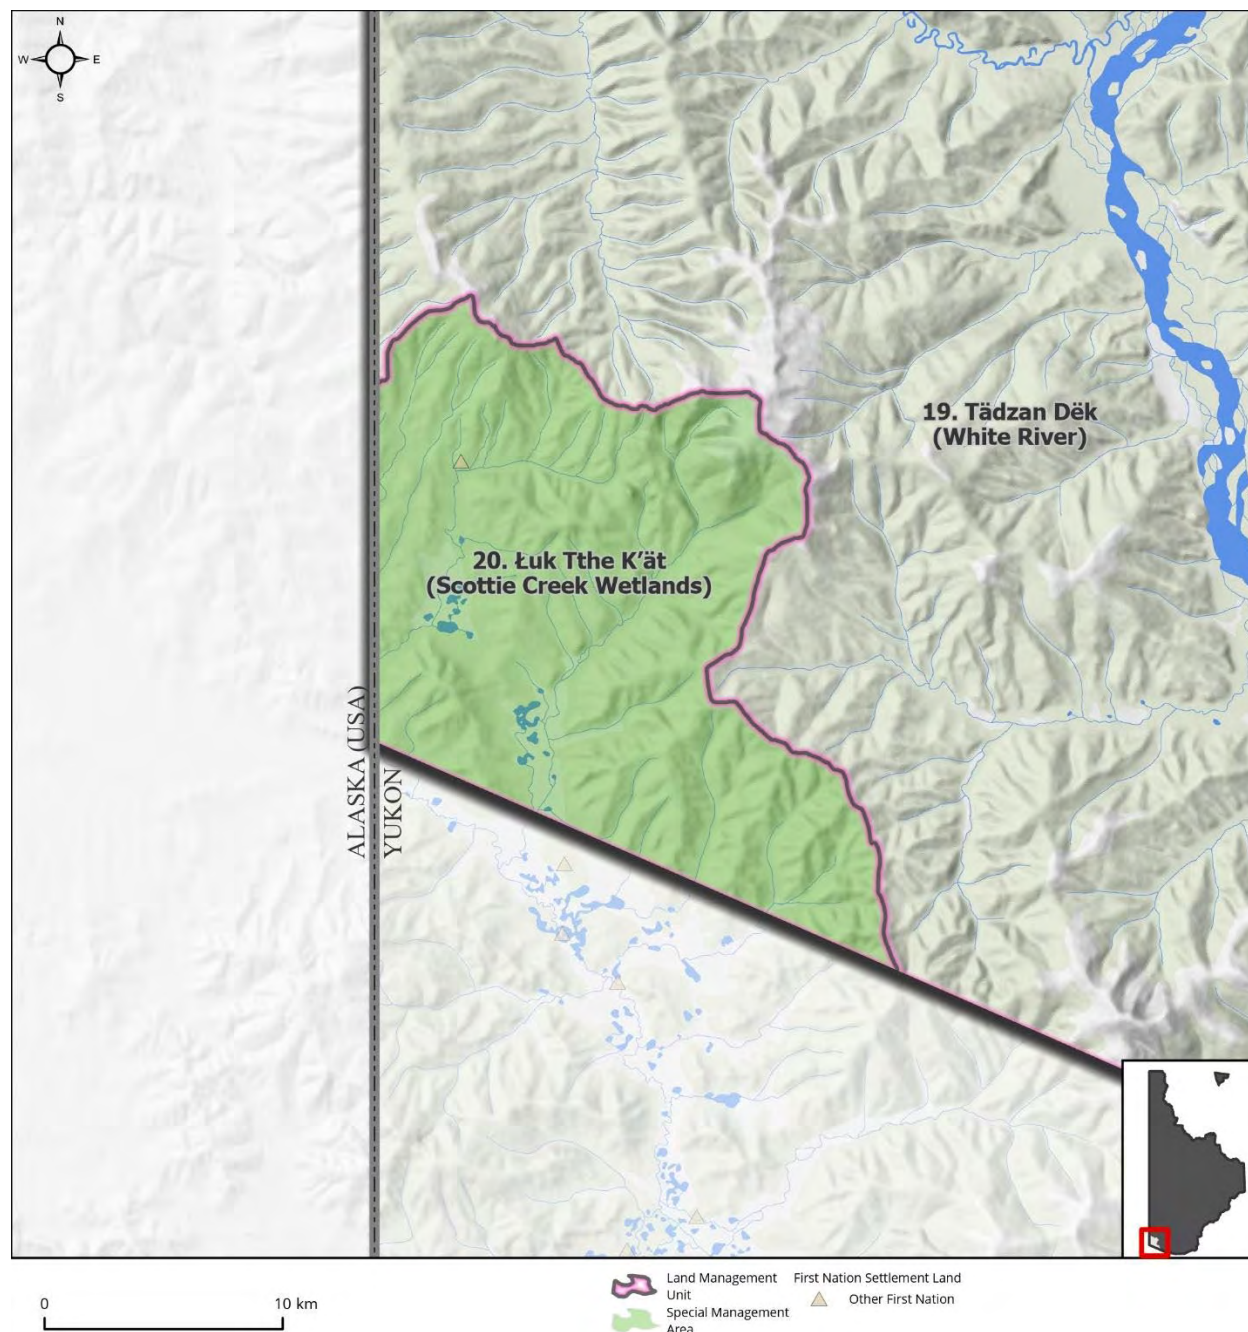 N
W E
S
19. Tädzan Dëk
(White River)
20. Łuk Tthe K’ät
(Scottie Creek Wetlands)
ALASKA (USA)
YUKON
0 10 km
Land Management
Unit
Special Management
Area
First Nation Settlement Land
Other First Nation